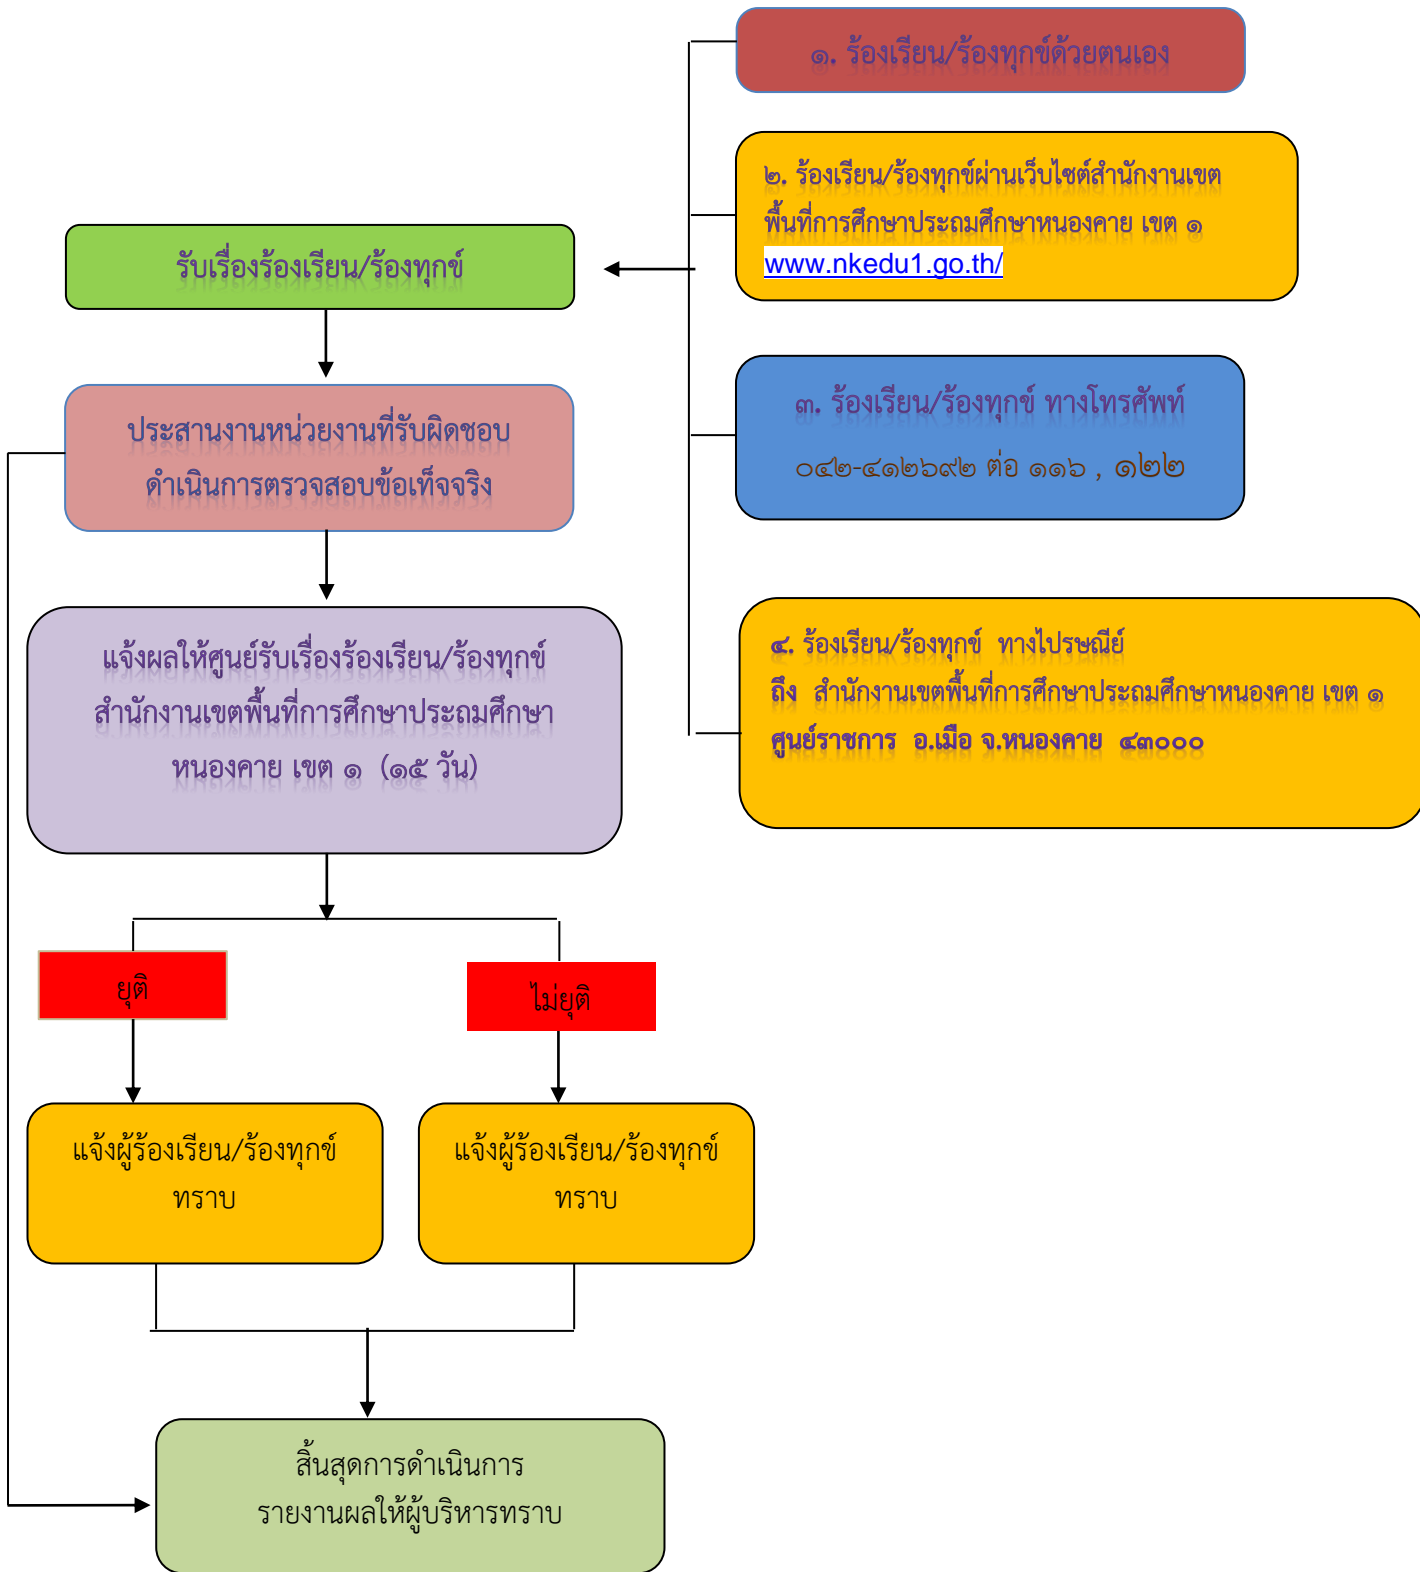 ๑. ร้องเรียน/ร้องทุกข์ด้วยตนเอง
๒. ร้องเรียน/ร้องทุกข์ผ่านเว็บไซต์สำนักงานเขต
พื้นที่การศึกษาประถมศึกษาหนองคาย เขต ๑
www.nkedu1.go.th/
รับเรื่องร้องเรียน/ร้องทุกข์
๓. ร้องเรียน/ร้องทุกข์ ทางโทรศัพท์
๐๔๒-๔๑๒๖๙๒ ต่อ ๑๑๖ , ๑๒๒
ประสานงานหน่วยงานที่รับผิดชอบ
ดำเนินการตรวจสอบข้อเท็จจริง
๔. ร้องเรียน/ร้องทุกข์ ทางไปรษณีย์
ถึง สำนักงานเขตพื้นที่การศึกษาประถมศึกษาหนองคาย เขต ๑
ศูนย์ราชการ อ.เมือ จ.หนองคาย ๔๓๐๐๐
แจ้งผลให้ศูนย์รับเรื่องร้องเรียน/ร้องทุกข์
สำนักงานเขตพื้นที่การศึกษาประถมศึกษา
หนองคาย เขต ๑ (๑๕ วัน)
ยุติ
ไม่ยุติ
แจ้งผู้ร้องเรียน/ร้องทุกข์
ทราบ
แจ้งผู้ร้องเรียน/ร้องทุกข์
ทราบ
สิ้นสุดการดำเนินการ
รายงานผลให้ผู้บริหารทราบ